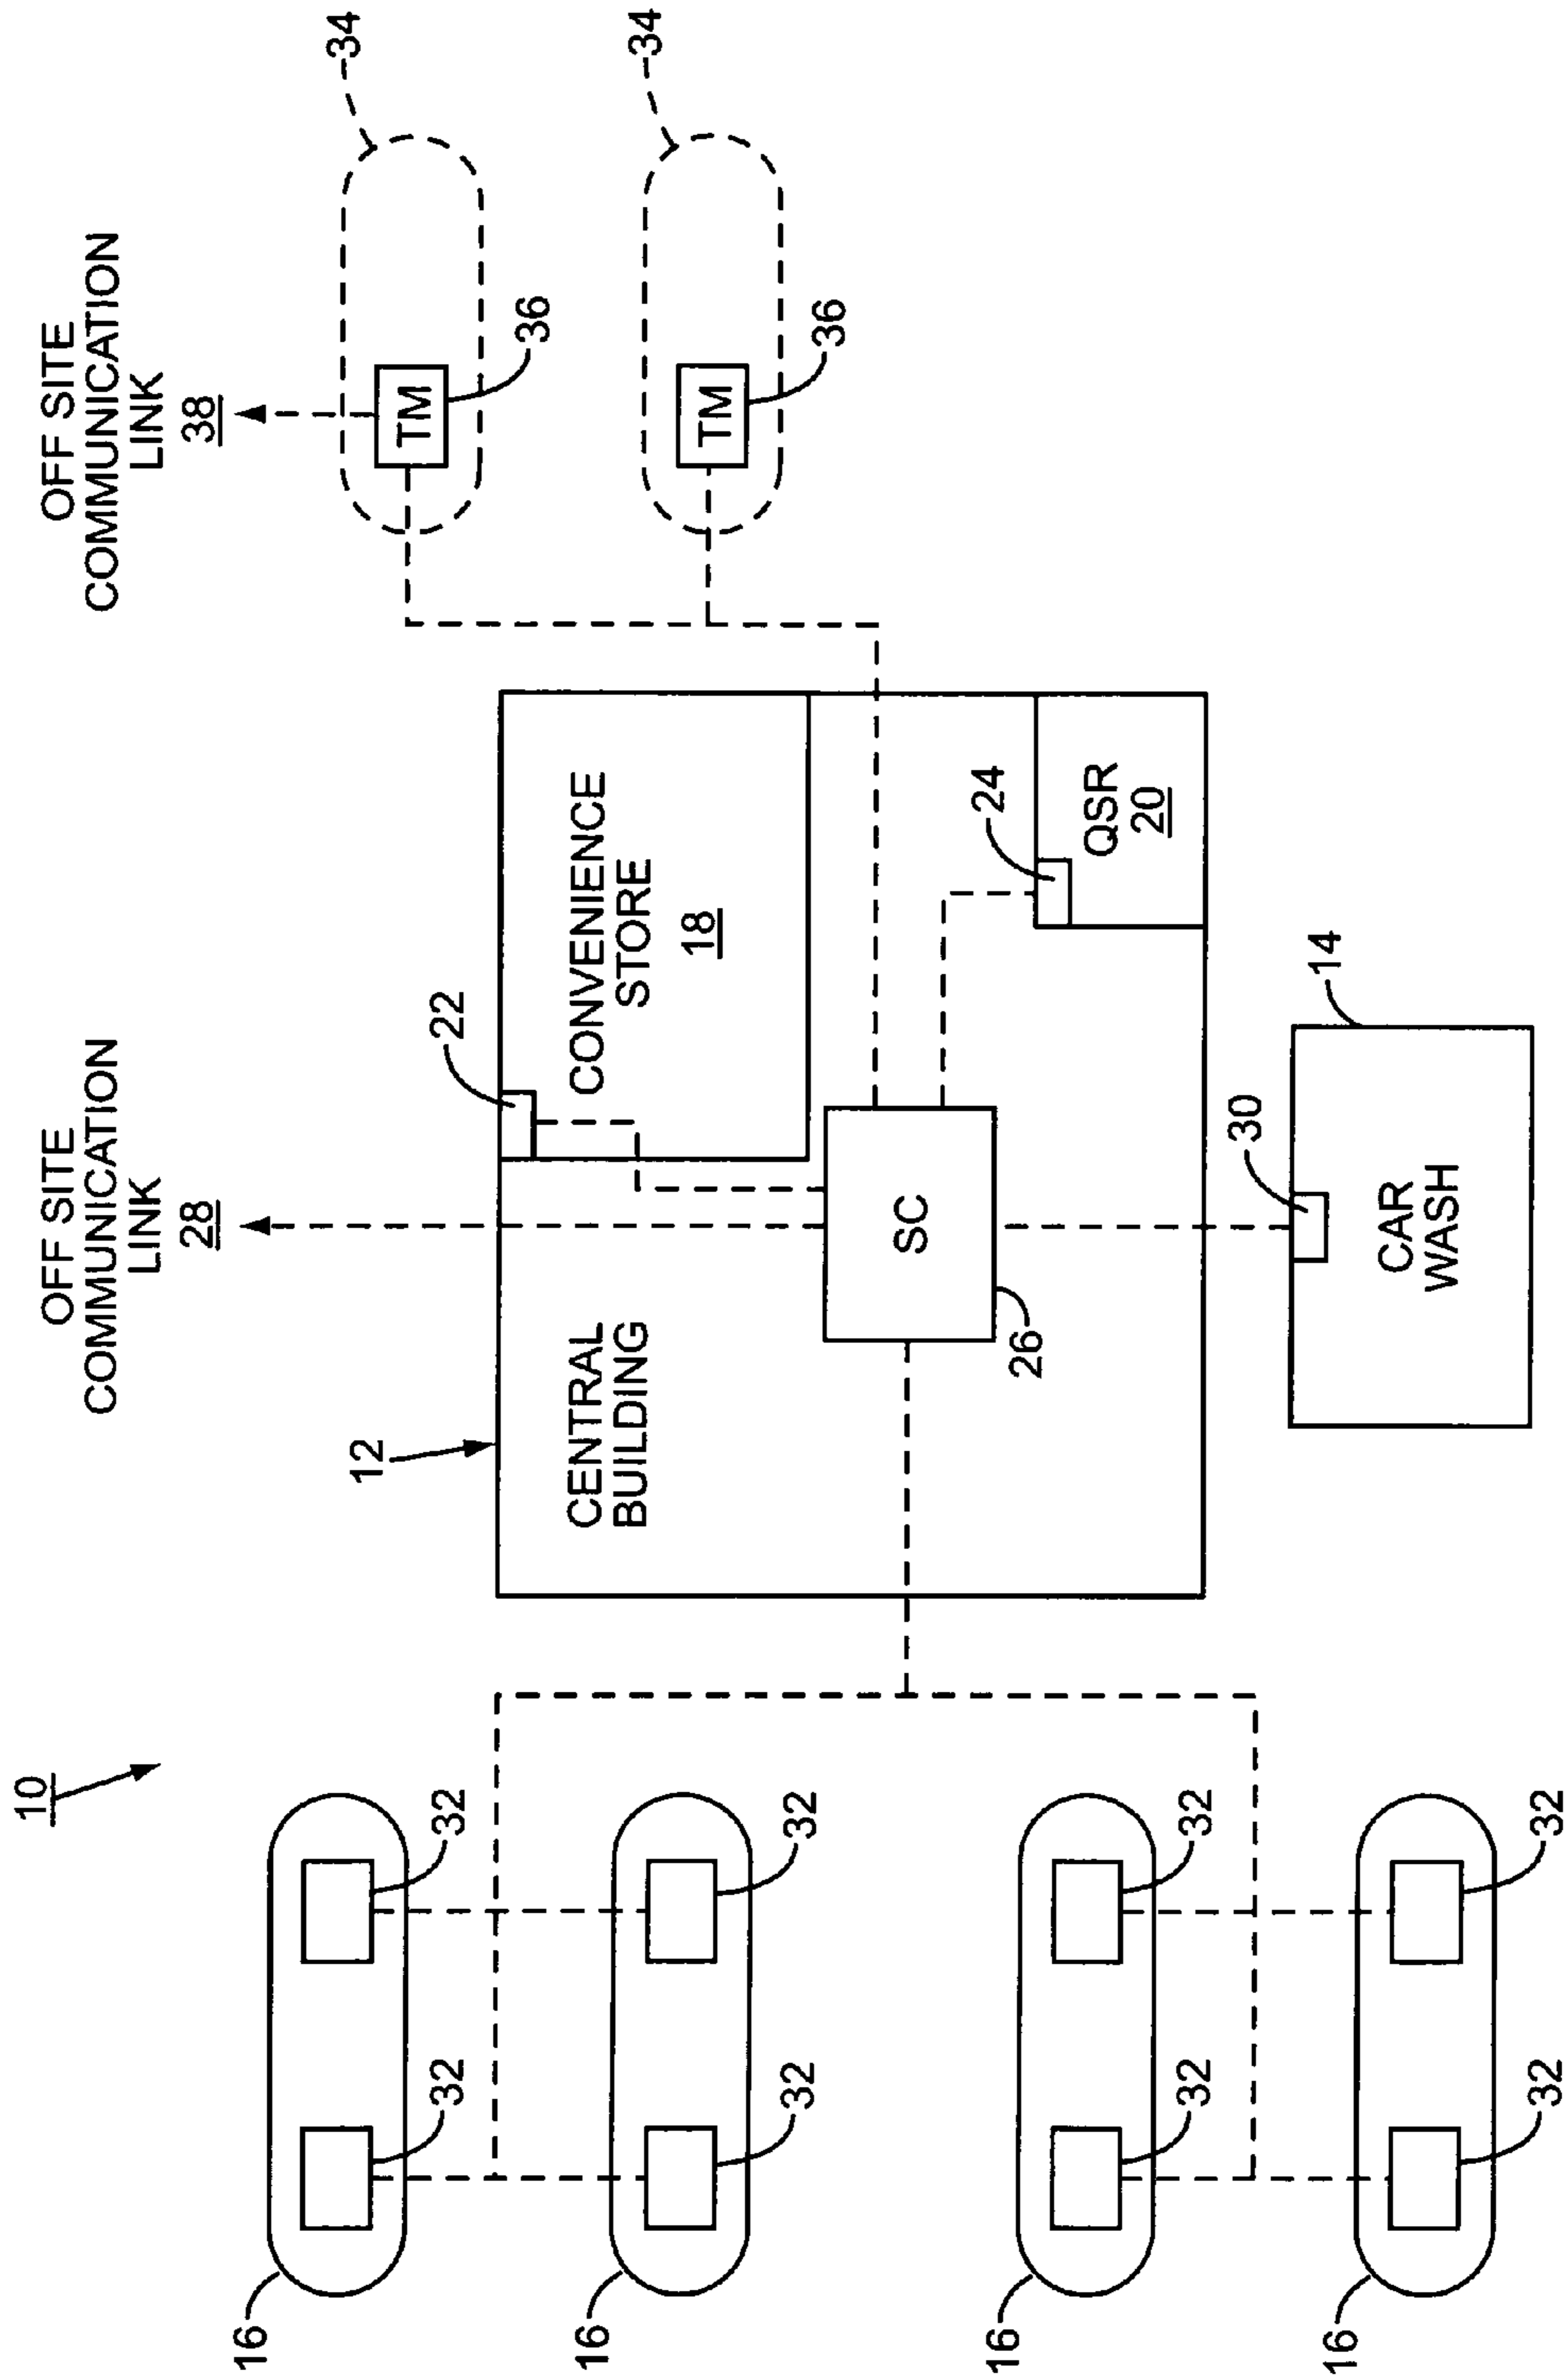 10
OFF SITE
COMMUNICATION
LINK
28
OFF SITE
COMMUNICATION
LINK
38
16
32
32
16
32
32
16
32
32
16
32
32
12
CENTRAL
BUILDING
22
CONVENIENCE
STORE
18
SC
26
24
QSR
20
30
CAR
WASH
14
34
TM
36
34
TM
36